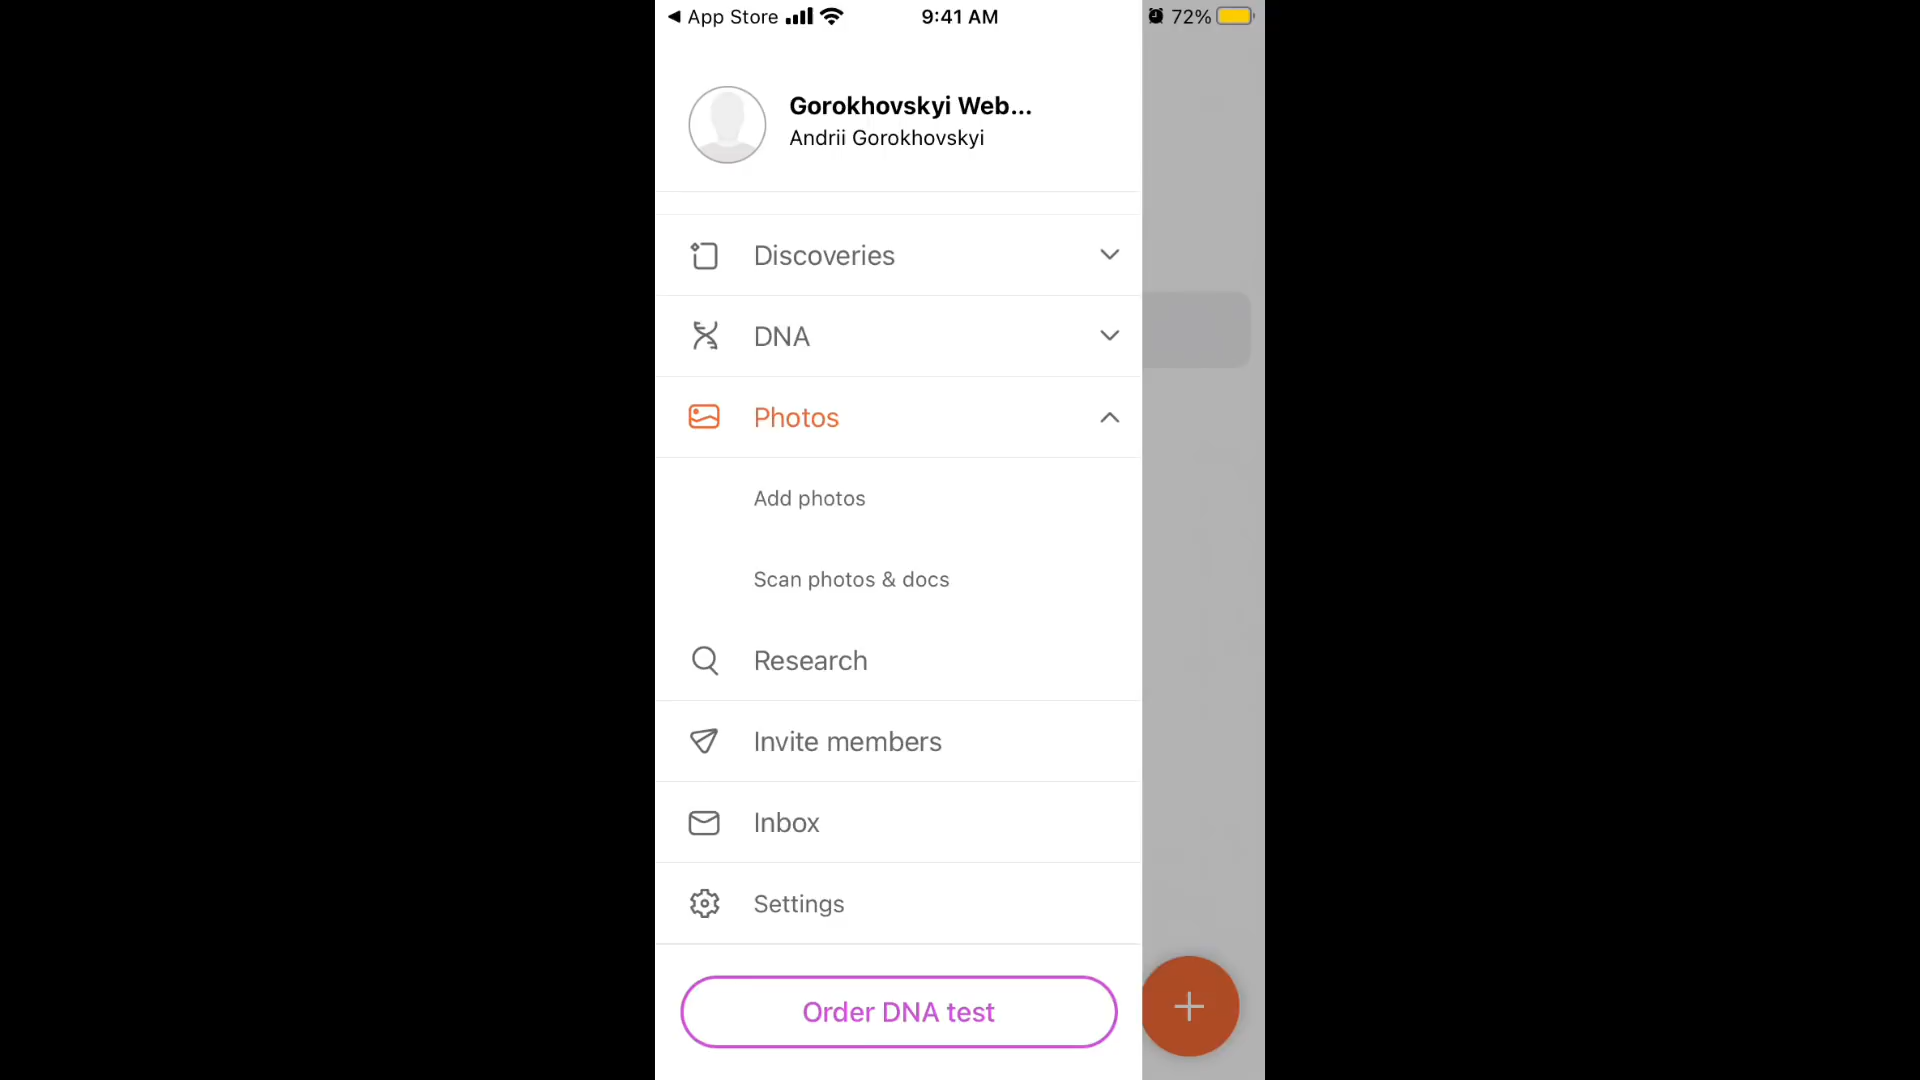 App Store
9:41 AM
72%
Gorokhovskyi Web...
Andrii Gorokhovskyi
Discoveries
DNA
Photos
Add photos
Scan photos & docs
Research
Invite members
Inbox
Settings
Order DNA test